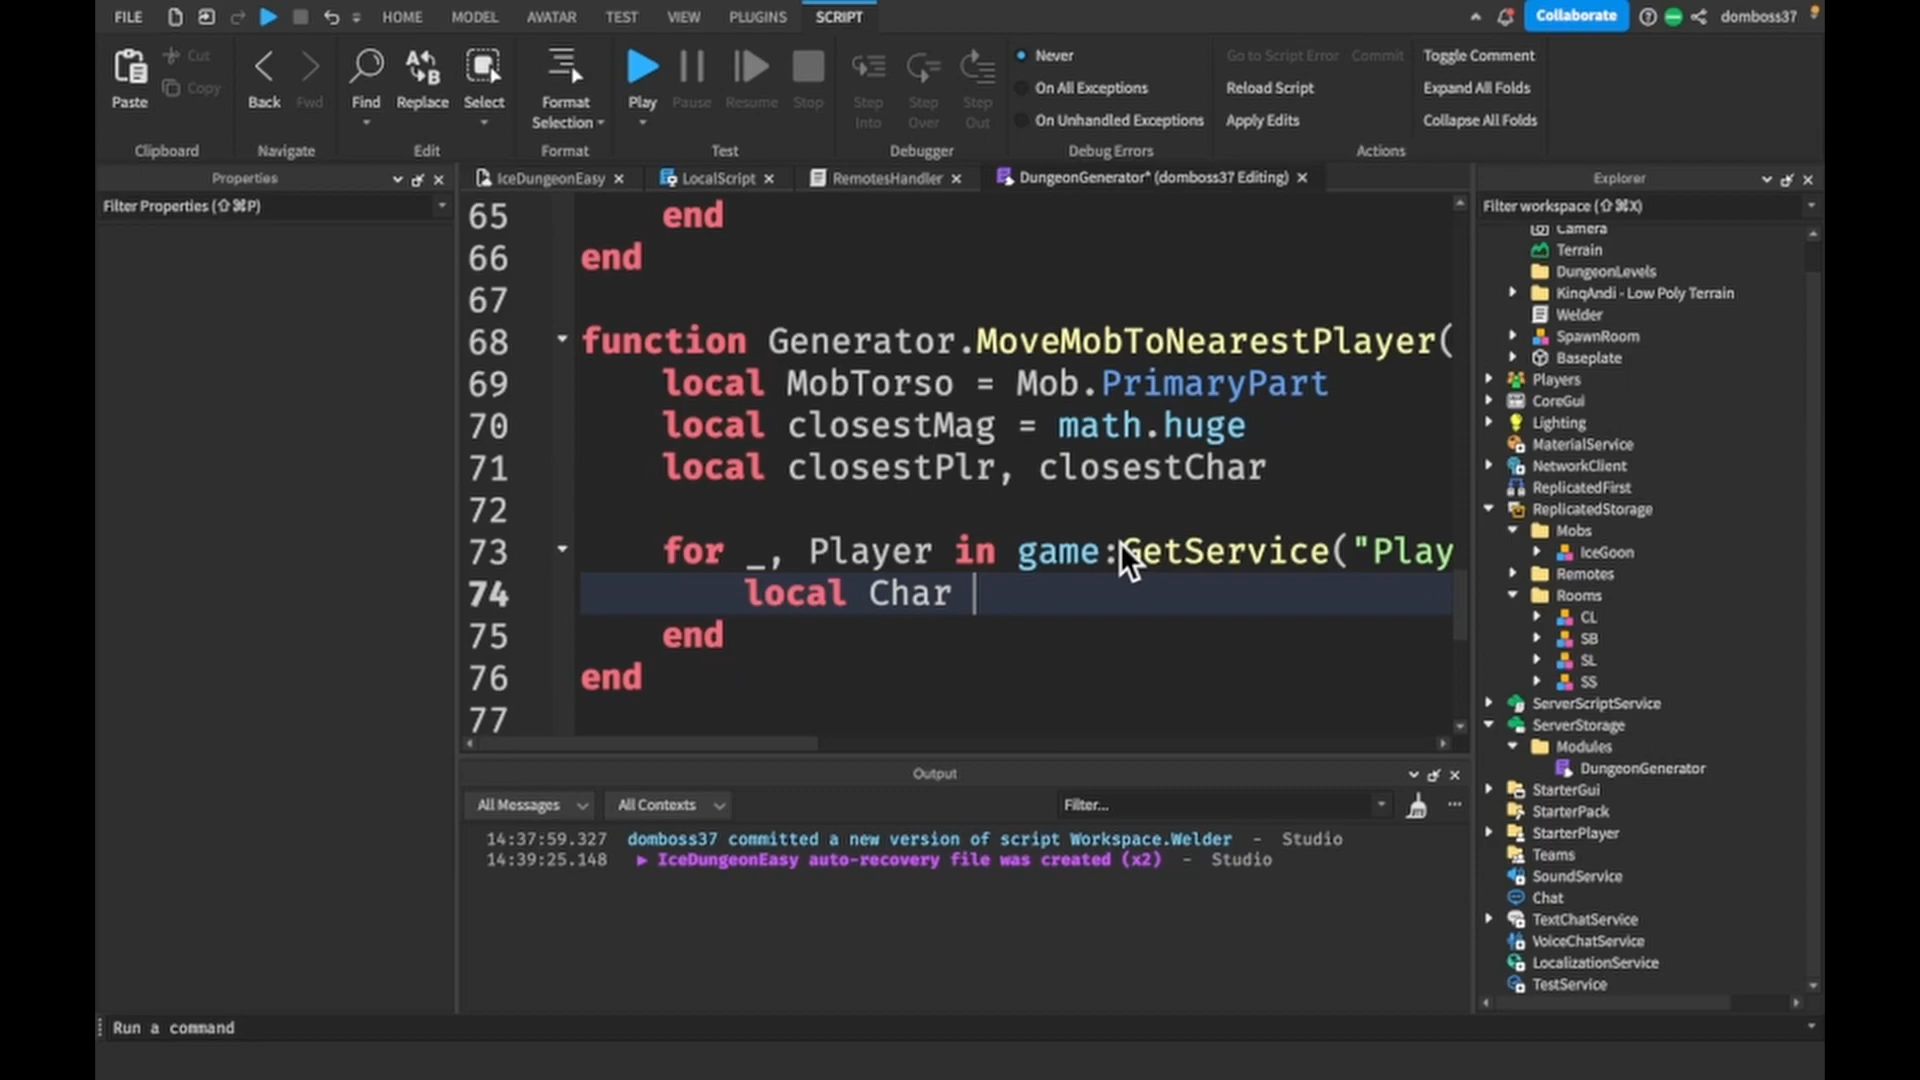 FILE HOME MODEL AVATAR TEST VIEW PLUGINS SCRIPT Collaborate domboss37
Paste Cut Copy Back Fwd Find Replace Select Format Selection Play Pause Resume Stop Step Into Step Over Step Out
Never Go to Script Error Commit Toggle Comment
On All Exceptions Reload Script Expand All Folds
On Unhandled Exceptions Apply Edits Collapse All Folds
Clipboard Navigate Edit Format Test Debugger Debug Errors Actions
Properties
Filter Properties (⇧⌘P)
IceDungeonEasy LocalScript RemotesHandler DungeonGenerator* (domboss37 Editing)
65 end
66 end
67
68 function Generator.MoveMobToNearestPlayer(
69 local MobTorso = Mob.PrimaryPart
70 local closestMag = math.huge
71 local closestPlr, closestChar
72
73 for _, Player in game:GetService("Play
74 local Char
75 end
76 end
77
Output
All Messages All Contexts Filter...
14:37:59.327 domboss37 committed a new version of script Workspace.Welder - Studio
14:39:25.148 ▶ IceDungeonEasy auto-recovery file was created (x2) - Studio
Run a command
Explorer
Filter workspace (⇧⌘X)
Camera
Terrain
DungeonLevels
KinqAndi - Low Poly Terrain
Welder
SpawnRoom
Baseplate
Players
CoreGui
Lighting
MaterialService
NetworkClient
ReplicatedFirst
ReplicatedStorage
Mobs
IceGoon
Remotes
Rooms
CL
SB
SL
SS
ServerScriptService
ServerStorage
Modules
DungeonGenerator
StarterGui
StarterPack
StarterPlayer
Teams
SoundService
Chat
TextChatService
VoiceChatService
LocalizationService
TestService